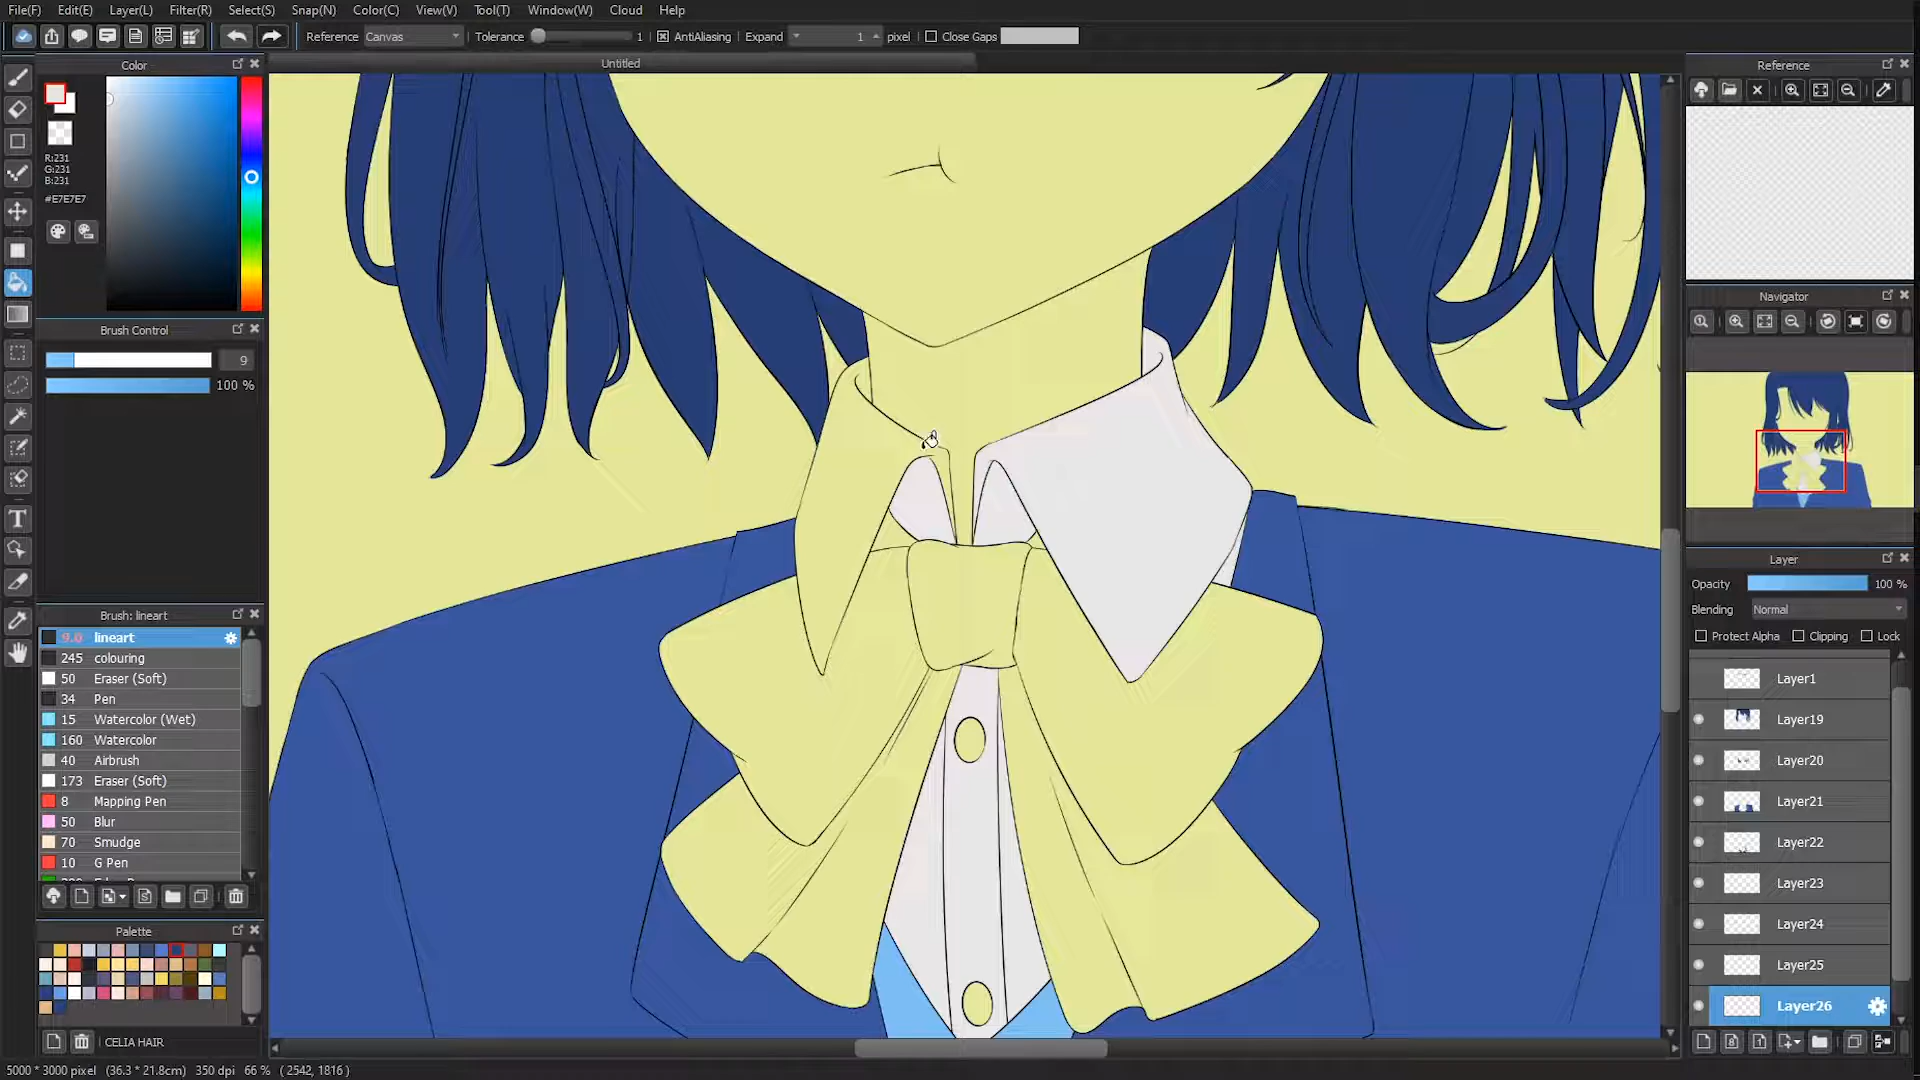 File(F) Edit(E) Layer(L) Filter(R) Select(S) Snap(N) Color(C) View(V) Tool(T) Window(W) Cloud Help
Reference Canvas Tolerance 1 AntiAliasing Expand 1 pixel Close Gaps
Color
Untitled
Reference
R:231
G:231
B:231
#E7E7E7
Brush Control
9
100 %
Navigator
Brush: lineart
9.0 lineart
245 colouring
50 Eraser (Soft)
34 Pen
15 Watercolor (Wet)
160 Watercolor
40 Airbrush
173 Eraser (Soft)
8 Mapping Pen
50 Blur
70 Smudge
10 G Pen
Layer
Opacity 100 %
Blending Normal
Protect Alpha Clipping Lock
Layer1
Layer19
Layer20
Layer21
Layer22
Layer23
Layer24
Layer25
Layer26
Palette
CELIA HAIR
5000 * 3000 pixel (36.3 * 21.8cm) 350 dpi 66 % ( 2542, 1816 )